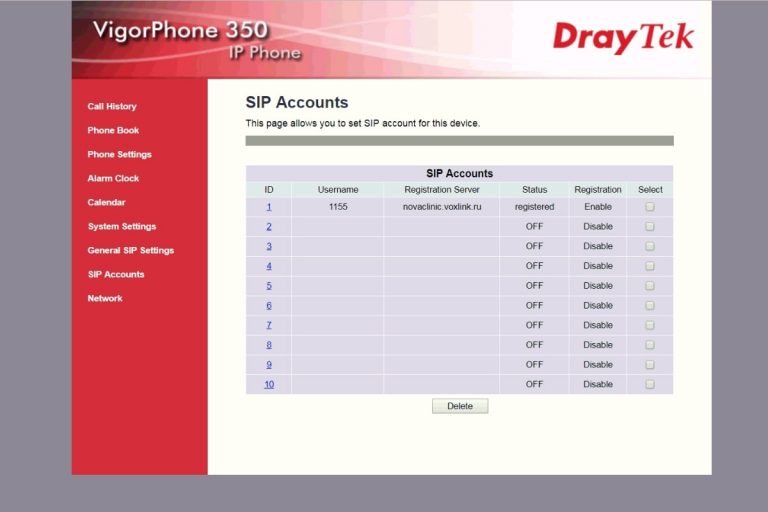 VigorPhone 350
IP Phone
DrayTek
Call History
Phone Book
Phone Settings
Alarm Clock
Calendar
System Settings
General SIP Settings
SIP Accounts
Network
SIP Accounts
This page allows you to set SIP account for this device.
SIP Accounts
ID Username Registration Server Status Registration Select
1 1155 novaclinic.voxlink.ru registered Enable
2 OFF Disable
3 OFF Disable
4 OFF Disable
5 OFF Disable
6 OFF Disable
7 OFF Disable
8 OFF Disable
9 OFF Disable
10 OFF Disable
Delete